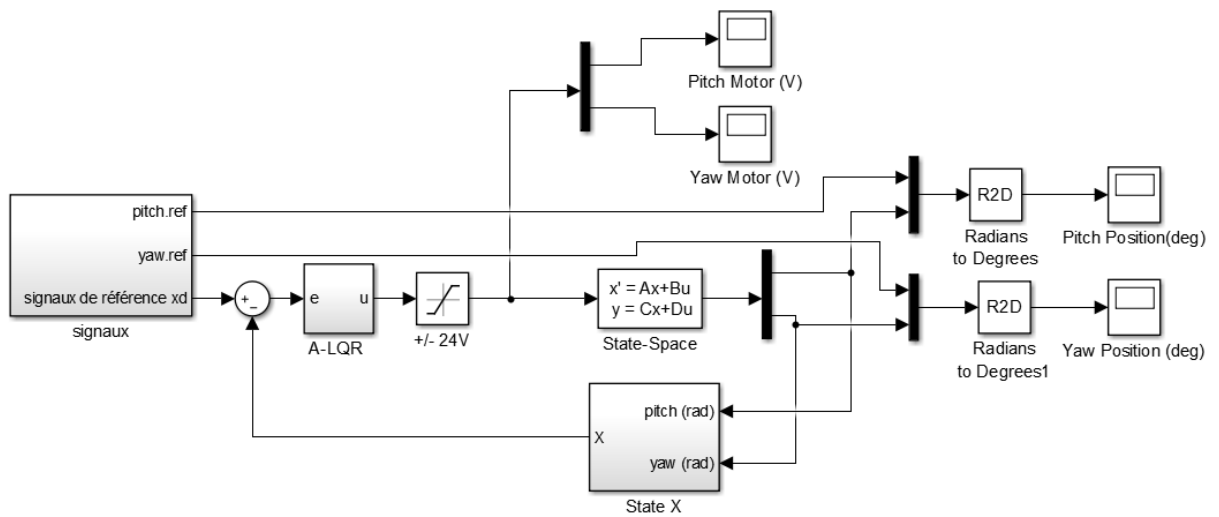 Pitch Motor (V)
Yaw Motor (V)
pitch.ref
yaw.ref
signaux de référence xd
signaux
+
−
e
u
A-LQR
+/- 24V
x' = Ax+Bu
y = Cx+Du
State-Space
R2D
Radians
to Degrees
Pitch Position(deg)
R2D
Radians
to Degrees1
Yaw Position (deg)
pitch (rad)
X
yaw (rad)
State X